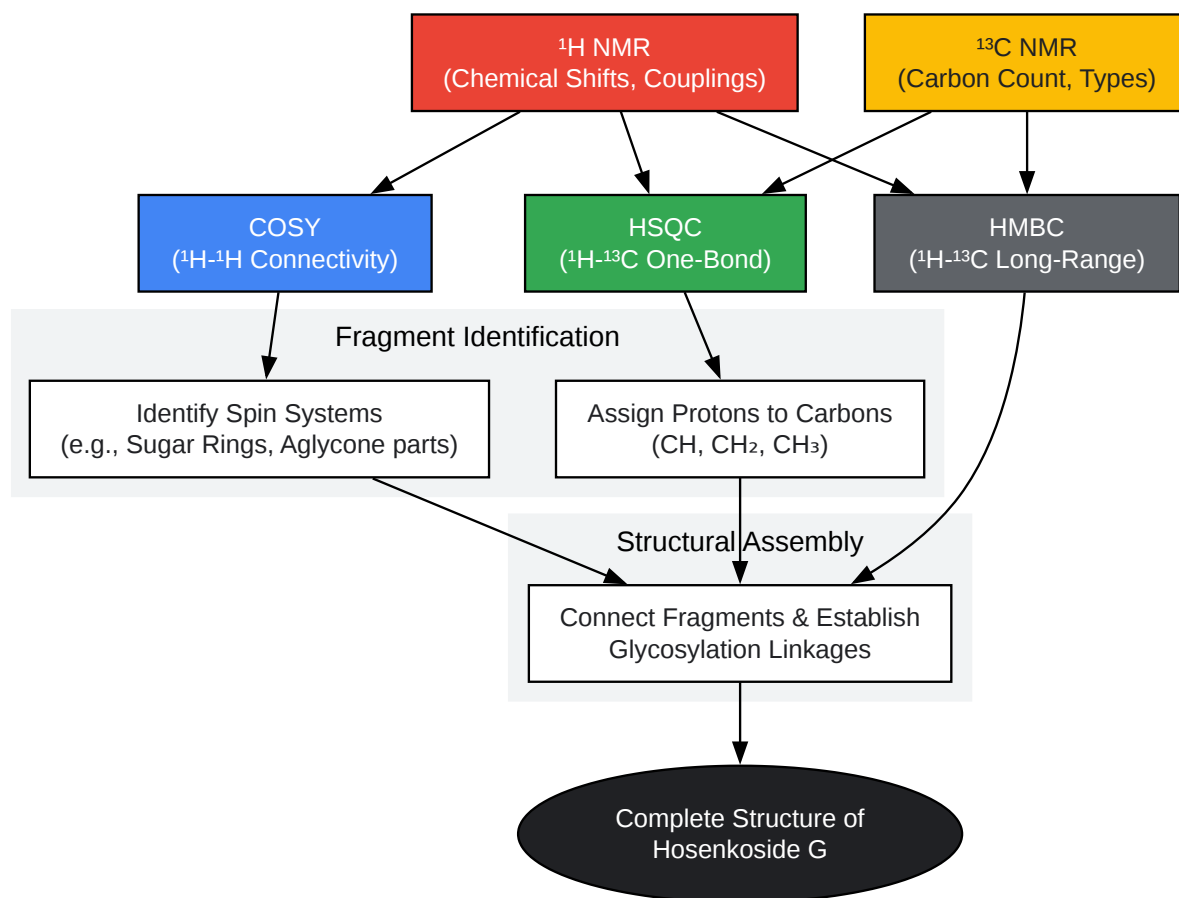 ¹H NMR
(Chemical Shifts, Couplings)
¹³C NMR
(Carbon Count, Types)
COSY
(¹H-¹H Connectivity)
HSQC
(¹H-¹³C One-Bond)
HMBC
(¹H-¹³C Long-Range)
Fragment Identification
Identify Spin Systems
(e.g., Sugar Rings, Aglycone parts)
Assign Protons to Carbons
(CH, CH₂, CH₃)
Structural Assembly
Connect Fragments & Establish
Glycosylation Linkages
Complete Structure of
Hosenkoside G